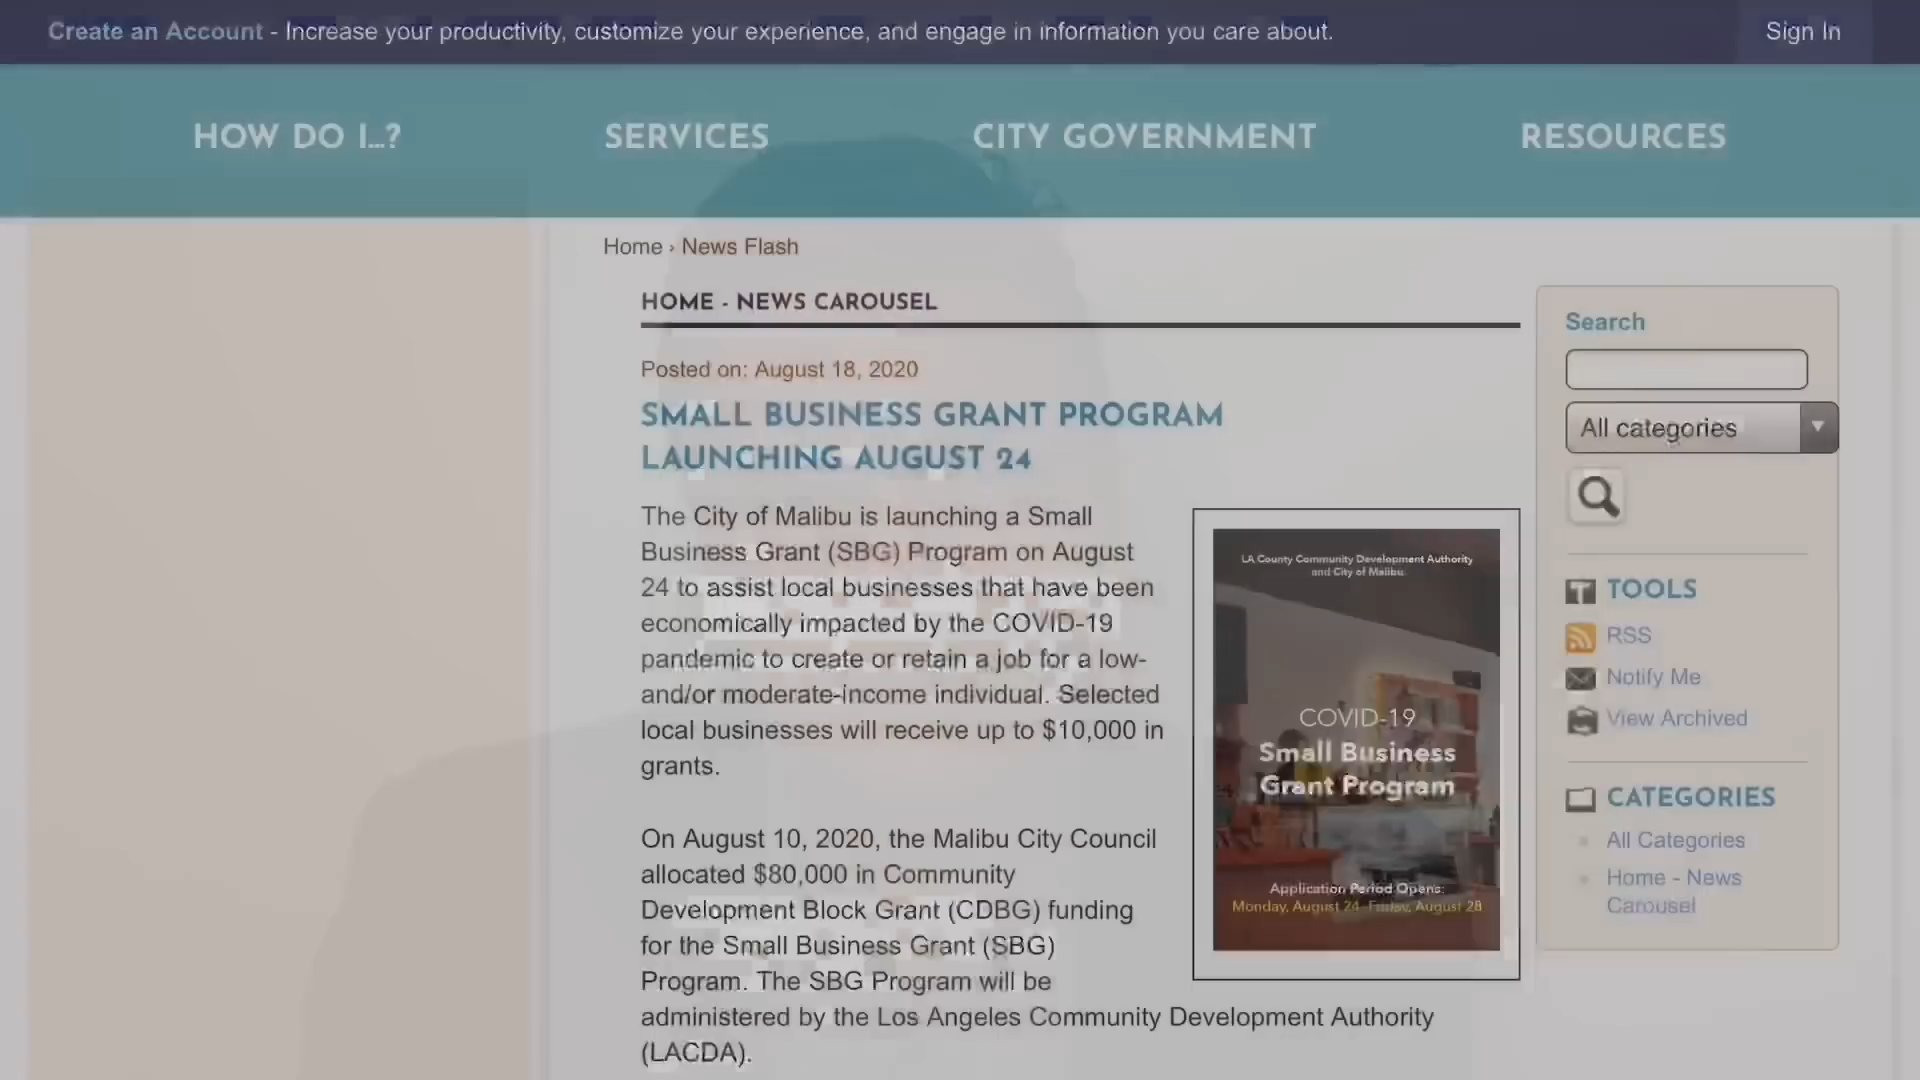 Create an Account - Increase your productivity, customize your experience, and engage in information you care about.
Sign In
HOW DO I...?
SERVICES
CITY GOVERNMENT
RESOURCES
Home › News Flash
HOME - NEWS CAROUSEL
Posted on: August 18, 2020
SMALL BUSINESS GRANT PROGRAM
LAUNCHING AUGUST 24
The City of Malibu is launching a Small
Business Grant (SBG) Program on August
24 to assist local businesses that have been
economically impacted by the COVID-19
pandemic to create or retain a job for a low-
and/or moderate-income individual. Selected
local businesses will receive up to $10,000 in
grants.
On August 10, 2020, the Malibu City Council
allocated $80,000 in Community
Development Block Grant (CDBG) funding
for the Small Business Grant (SBG)
Program. The SBG Program will be
administered by the Los Angeles Community Development Authority
(LACDA).
LA County Community Development Authority
and City of Malibu
COVID-19
Small Business
Grant Program
Application Period Opens:
Monday, August 24-Friday, August 28
Search
All categories
TOOLS
RSS
Notify Me
View Archived
CATEGORIES
All Categories
Home - News
Carousel